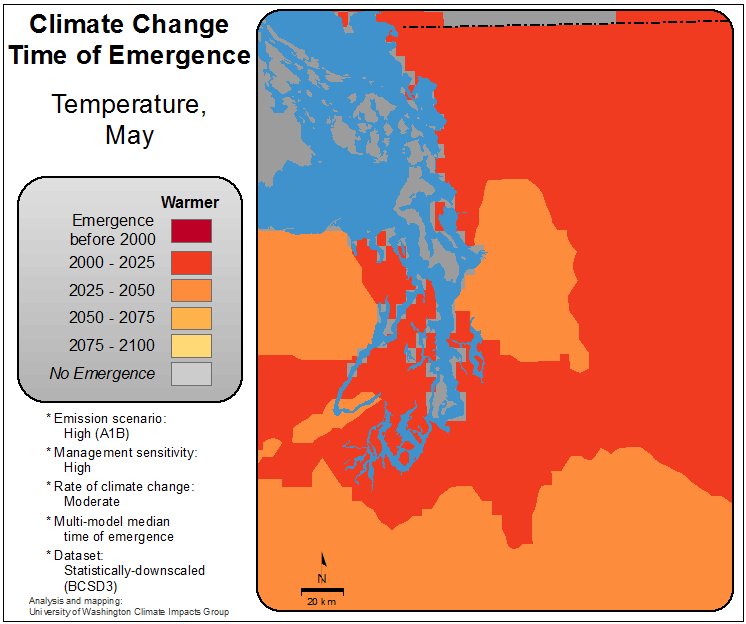 Climate Change
Time of Emergence
Temperature,
May
Warmer
Emergence
before 2000
2000 - 2025
2025 - 2050
2050 - 2075
2075 - 2100
No Emergence
* Emission scenario:
High (A1B)
* Management sensitivity:
High
* Rate of climate change:
Moderate
* Multi-model median
time of emergence
* Dataset:
Statistically-downscaled
(BCSD3)
Analysis and mapping:
University of Washington Climate Impacts Group
N
20 km